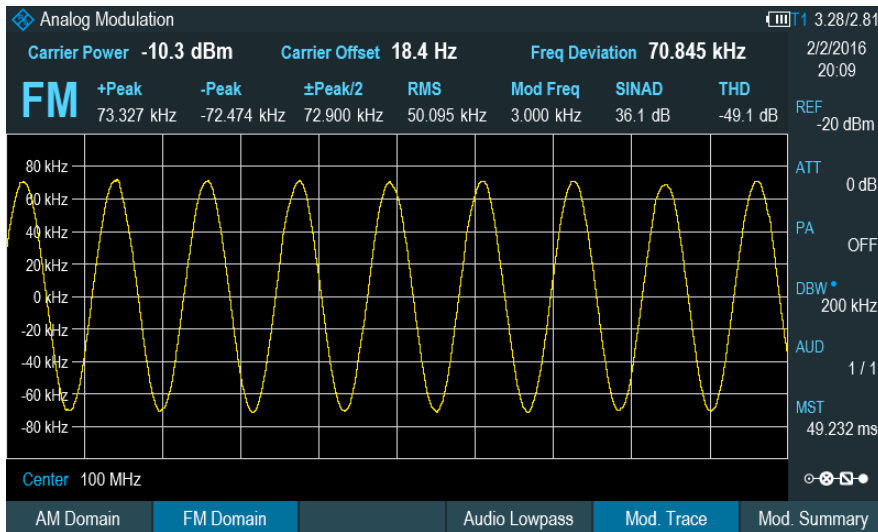 Analog Modulation
T1 3.28/2.81
Carrier Power -10.3 dBm Carrier Offset 18.4 Hz Freq Deviation 70.845 kHz
2/2/2016
20:09
FM
+Peak -Peak ±Peak/2 RMS Mod Freq SINAD THD
73.327 kHz -72.474 kHz 72.900 kHz 50.095 kHz 3.000 kHz 36.1 dB -49.1 dB
REF
-20 dBm
ATT
0 dB
PA
OFF
DBW
200 kHz
AUD
1 / 1
MST
49.232 ms
80 kHz
60 kHz
40 kHz
20 kHz
0 kHz
-20 kHz
-40 kHz
-60 kHz
-80 kHz
Center 100 MHz
AM Domain FM Domain Audio Lowpass Mod. Trace Mod. Summary